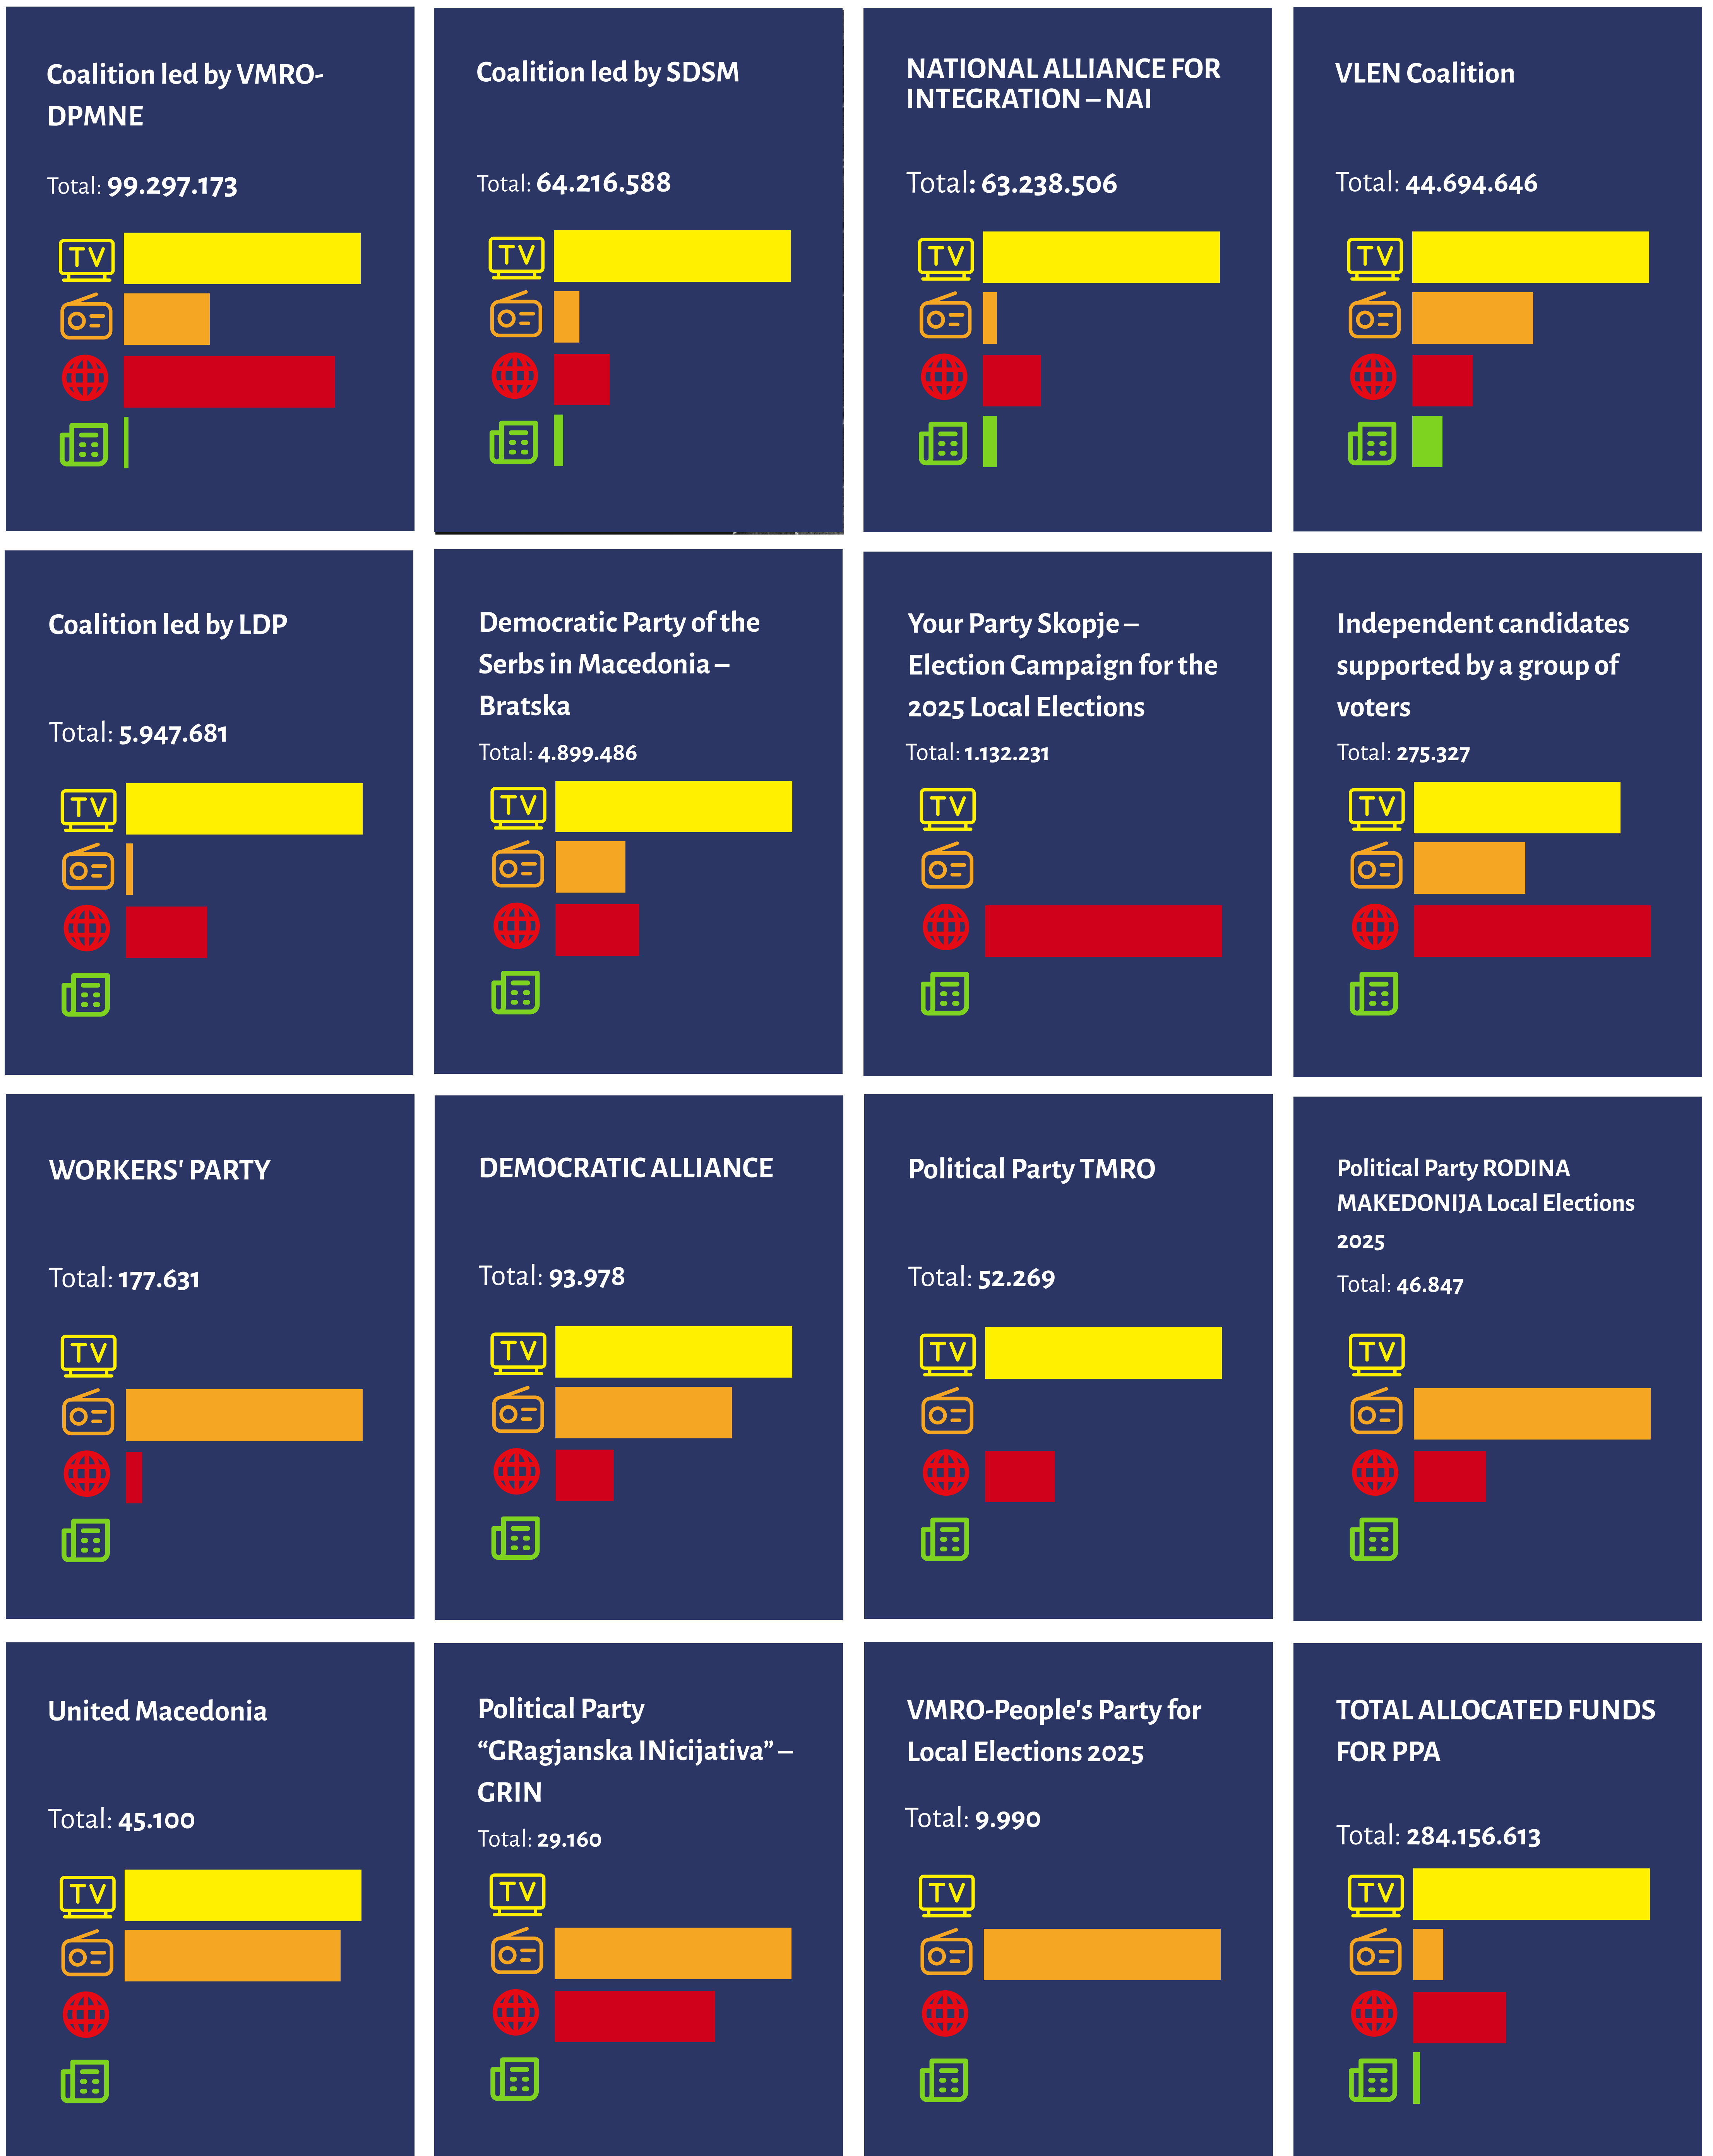 Coalition led by VMRO-
DPMNE
Total: 99.297.173
TV
Coalition led by SDSM
Total: 64.216.588
TV
NATIONAL ALLIANCE FOR
INTEGRATION – NAI
Total: 63.238.506
TV
VLEN Coalition
Total: 44.694.646
TV
Coalition led by LDP
Total: 5.947.681
TV
Democratic Party of the
Serbs in Macedonia –
Bratska
Total: 4.899.486
TV
Your Party Skopje –
Election Campaign for the
2025 Local Elections
Total: 1.132.231
TV
Independent candidates
supported by a group of
voters
Total: 275.327
TV
WORKERS' PARTY
Total: 177.631
TV
DEMOCRATIC ALLIANCE
Total: 93.978
TV
Political Party TMRO
Total: 52.269
TV
Political Party RODINA
MAKEDONIJA Local Elections
2025
Total: 46.847
TV
United Macedonia
Total: 45.100
TV
Political Party
“GRagjanska INicijativa” –
GRIN
Total: 29.160
TV
VMRO-People's Party for
Local Elections 2025
Total: 9.990
TV
TOTAL ALLOCATED FUNDS
FOR PPA
Total: 284.156.613
TV